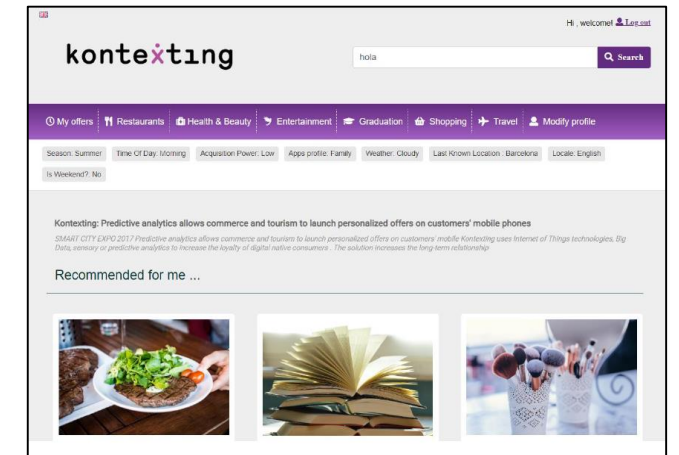 Hi , welcome! Log out
kontexting
hola
Search
My offers Restaurants Health & Beauty Entertainment Graduation Shopping Travel Modify profile
Season: Summer Time Of Day: Morning Acquisition Power: Low Apps profile: Family Weather: Cloudy Last Known Location : Barcelona Locale: English
Is Weekend?: No
Kontexting: Predictive analytics allows commerce and tourism to launch personalized offers on customers' mobile phones
SMART CITY EXPO 2017 Predictive analytics allows commerce and tourism to launch personalized offers on customers' mobile Kontexting uses Internet of Things technologies, Big
Data, sensory or predictive analytics to increase the loyalty of digital native consumers . The solution increases the long-term relationship
Recommended for me ...